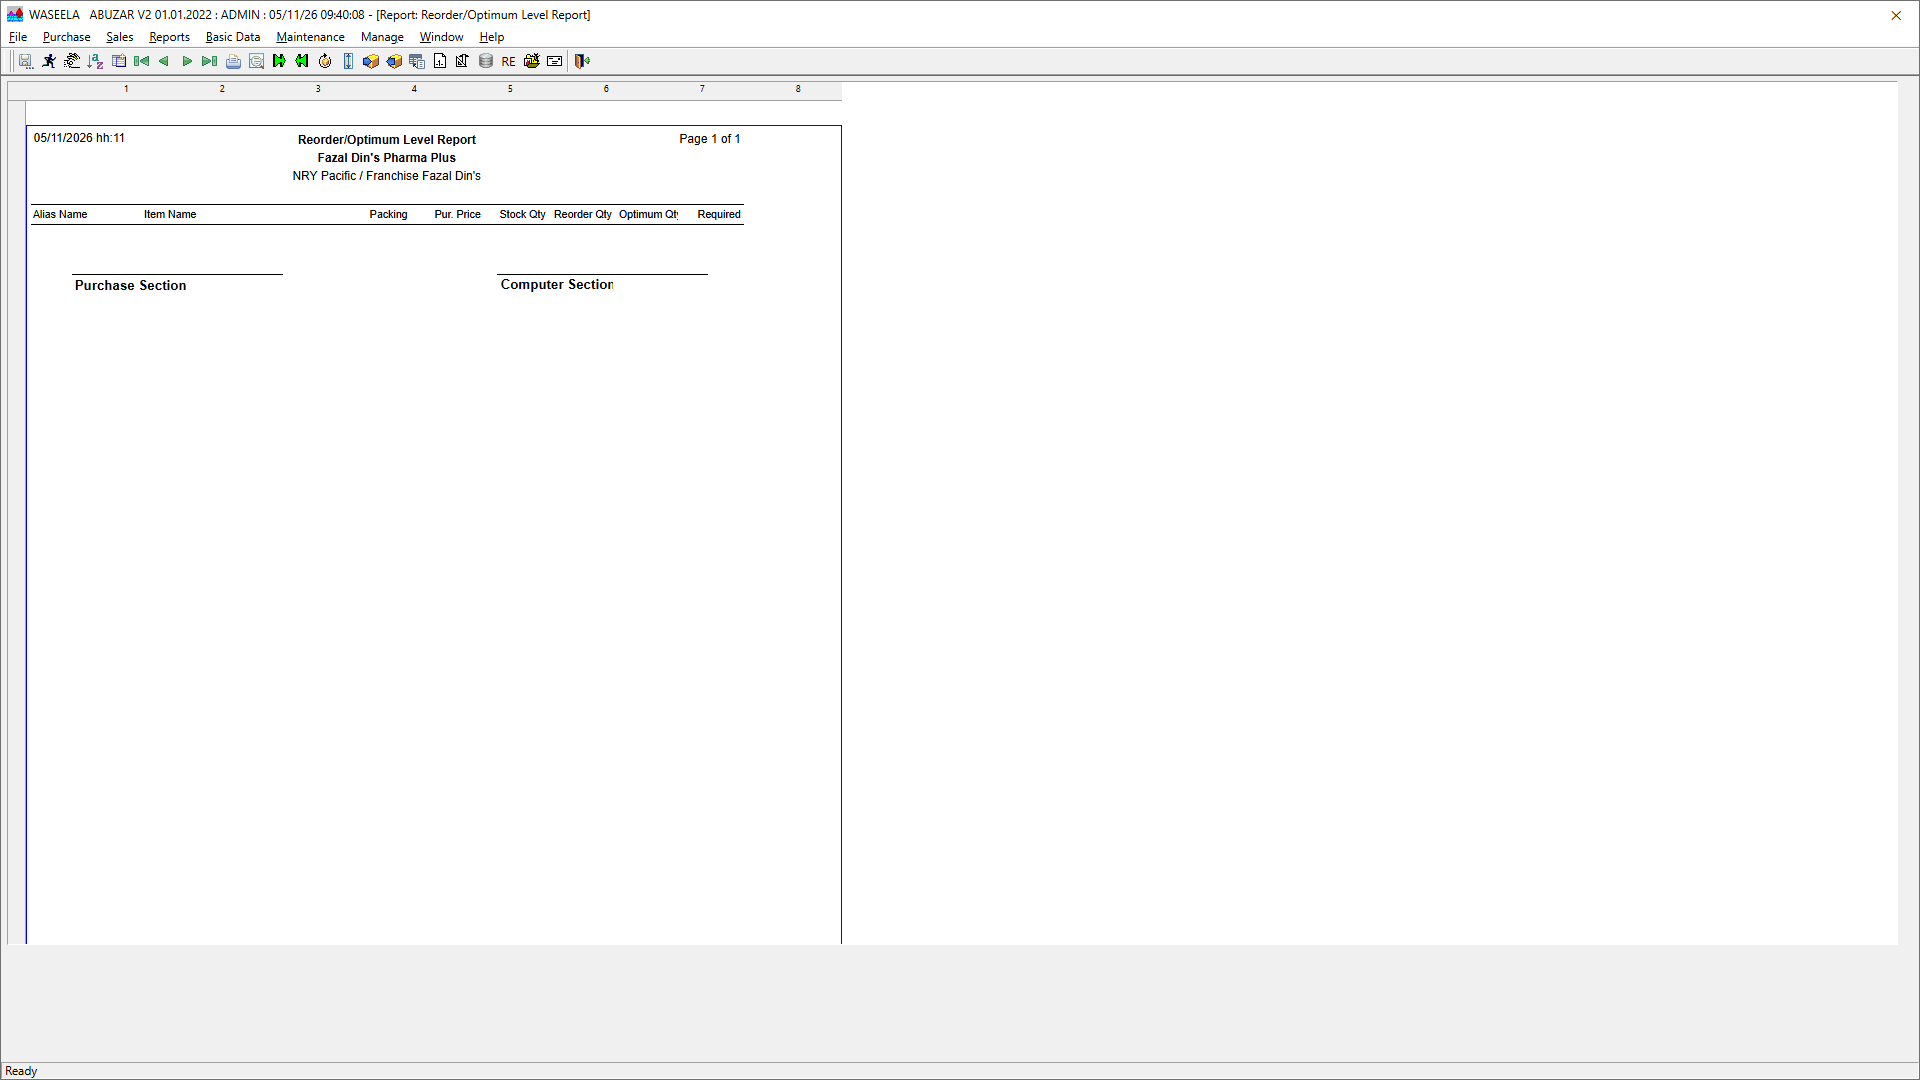 WASEELA   ABUZAR V2 01.01.2022 : ADMIN : 05/11/26 09:40:08 - [Report: Reorder/Optimum Level Report]
File Purchase Sales Reports Basic Data Maintenance Manage Window Help
RE
1 2 3 4 5 6 7 8
05/11/2026 hh:11 Reorder/Optimum Level Report Page 1 of 1
Fazal Din's Pharma Plus
NRY Pacific / Franchise Fazal Din's
Alias Name Item Name Packing Pur. Price Stock Qty Reorder Qty Optimum Qty Required
Purchase Section Computer Section
Ready